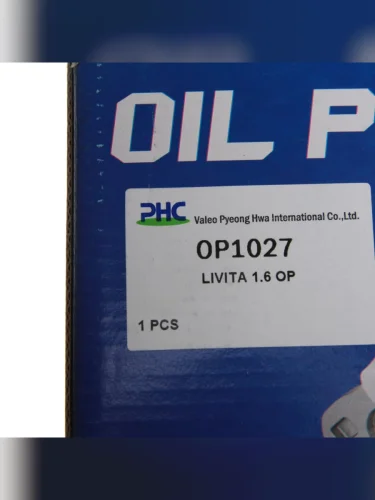 OIL P
PHC Valeo Pyeong Hwa International Co.,Ltd.
OP1027
LIVITA 1.6 OP
1 PCS